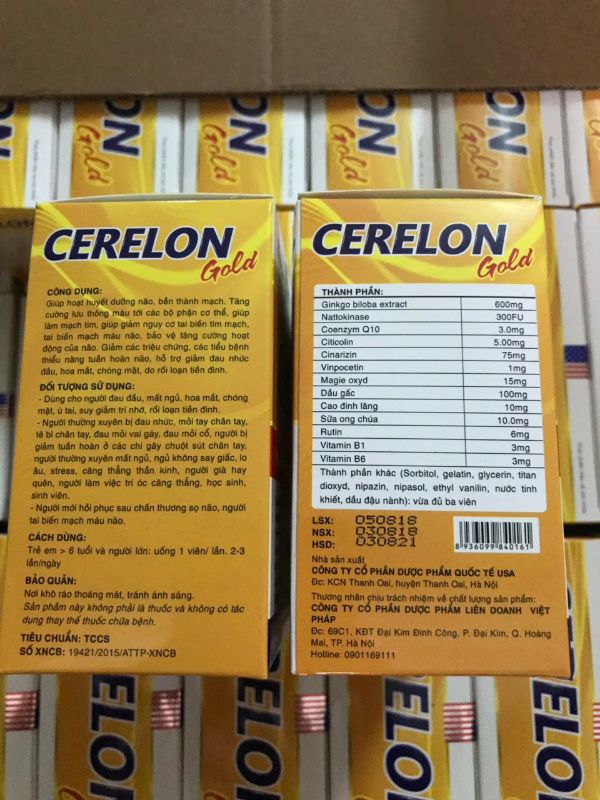 CERELON
Gold
CÔNG DỤNG:
Giúp hoạt huyết dưỡng não, bền thành mạch. Tăng
cường lưu thông máu tới các bộ phận cơ thể, giúp
làm mạch tim, giúp giảm nguy cơ tai biến tim mạch,
tai biến mạch máu não, bảo vệ tăng cường hoạt
động của não. Giảm các triệu chứng, các tiểu bệnh
thiểu năng tuần hoàn não, hỗ trợ giảm đau nhức
đầu, hoa mắt, chóng mặt, do rối loạn tiền đình.
ĐỐI TƯỢNG SỬ DỤNG:
- Dùng cho người đau đầu, mất ngủ, hoa mắt, chóng
mặt, ù tai, suy giảm trí nhớ, rối loạn tiền đình.
- Người thường xuyên bị đau nhức, mỏi tay chân tay,
tê bì chân tay, đau mỏi vai gáy, đau mỏi cổ, người bị
giảm tuần hoàn ở các chi gây chuột sút chân tay,
người thường xuyên mất ngủ, ngủ không say giấc, lo
âu, stress, căng thẳng thần kinh, người già hay
quên, người làm việc trí óc căng thẳng, học sinh,
sinh viên.
- Người mới hồi phục sau chấn thương sọ não, người
tai biến mạch máu não.
CÁCH DÙNG:
Trẻ em > 6 tuổi và người lớn: uống 1 viên/ lần. 2-3
lần/ngày
BẢO QUẢN:
Nơi khô ráo thoáng mát, tránh ánh sáng.
Sản phẩm này không phải là thuốc và không có tác
dụng thay thế thuốc chữa bệnh.
TIÊU CHUẨN: TCCS
SỐ XNCB: 19421/2015/ATTP-XNCB
CERELON
Gold
THÀNH PHẦN:
Ginkgo biloba extract 600mg
Nattokinase 300FU
Coenzym Q10 3.0mg
Citicolin 5.00mg
Cinarizin 75mg
Vinpocetin 1mg
Magie oxyd 15mg
Dầu gấc 100mg
Cao đinh lăng 10mg
Sữa ong chúa 10.0mg
Rutin 6mg
Vitamin B1 3mg
Vitamin B6 3mg
Thành phần khác (Sorbitol, gelatin, glycerin, titan
dioxyd, nipazin, nipasol, ethyl vanilin, nước tinh
khiết, dầu đậu nành): vừa đủ ba viên
LSX: 050818
NSX: 030818
HSD: 030821
8 936099 840161
Nhà sản xuất
CÔNG TY CỔ PHẦN DƯỢC PHẨM QUỐC TẾ USA
Đc: KCN Thanh Oai, huyện Thanh Oai, Hà Nội
Thương nhân chịu trách nhiệm về chất lượng sản phẩm:
CÔNG TY CỔ PHẦN DƯỢC PHẨM LIÊN DOANH VIỆT
PHÁP
Đc: 69C1, KĐT Đại Kim Đình Công, P. Đại Kim, Q. Hoàng
Mai, TP. Hà Nội
Hotline: 0901169111